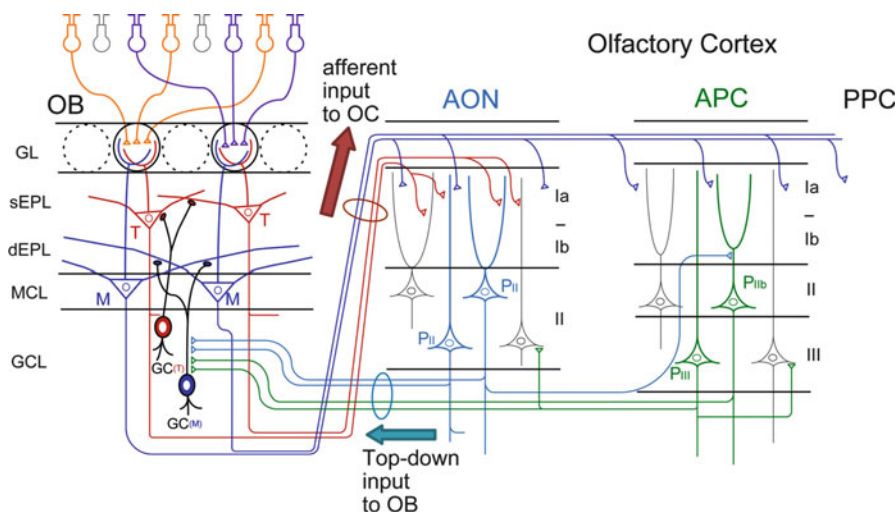 Olfactory Cortex
afferent
input
to OC
OB
AON
APC
PPC
GL
sEPL
dEPL
MCL
GCL
T
T
M
M
GC(T)
GC(M)
Ia
–
Ib
II
PII
PII
Ia
–
Ib
II
III
PIIb
PIII
Top-down
input
to OB